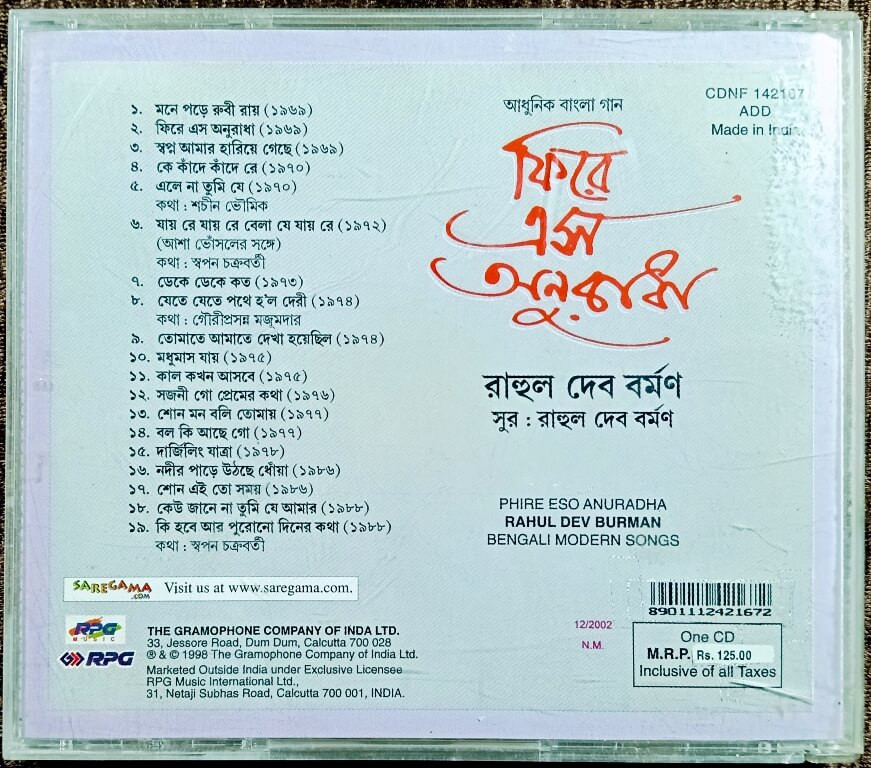 ১. মনে পড়ে রুবী রায় (১৯৬৯)
২. ফিরে এস অনুরাধা (১৯৬৯)
৩. স্বপ্ন আমার হারিয়ে গেছে (১৯৬৯)
৪. কে কাঁদে কাঁদে রে (১৯৭০)
৫. এলে না তুমি যে (১৯৭০)
কথা : শচীন ভৌমিক
৬. যায় রে যায় রে বেলা যে যায় রে (১৯৭২)
(আশা ভোঁসলের সঙ্গে)
কথা : স্বপন চক্রবর্তী
৭. ডেকে ডেকে কত (১৯৭৩)
৮. যেতে যেতে পথে হ'ল দেরী (১৯৭৪)
কথা : গৌরীপ্রসন্ন মজুমদার
৯. তোমাতে আমাতে দেখা হয়েছিল (১৯৭৪)
১০. মধুমাস যায় (১৯৭৫)
১১. কাল কখন আসবে (১৯৭৫)
১২. সজনী গো প্রেমের কথা (১৯৭৬)
১৩. শোন মন বলি তোমায় (১৯৭৭)
১৪. বল কি আছে গো (১৯৭৭)
১৫. দার্জিলিং যাত্রা (১৯৭৮)
১৬. নদীর পাড়ে উঠছে ধোঁয়া (১৯৮৬)
১৭. শোন এই তো সময় (১৯৮৬)
১৮. কেউ জানে না তুমি যে আমার (১৯৮৮)
১৯. কি হবে আর পুরোনো দিনের কথা (১৯৮৮)
কথা : স্বপন চক্রবর্তী
আধুনিক বাংলা গান
CDNF 142167
ADD
Made in India
ফিরে
এস
অনুরাধা
রাহুল দেব বর্মণ
সুর : রাহুল দেব বর্মণ
PHIRE ESO ANURADHA
RAHUL DEV BURMAN
BENGALI MODERN SONGS
SAREGAMA .COM Visit us at www.saregama.com.
RPG MUSIC
RPG
THE GRAMOPHONE COMPANY OF INDA LTD.
33, Jessore Road, Dum Dum, Calcutta 700 028
℗ & © 1998 The Gramophone Company of India Ltd.
Marketed Outside India under Exclusive Licensee
RPG Music International Ltd.,
31, Netaji Subhas Road, Calcutta 700 001, INDIA.
12/2002
N.M.
8901112421672
One CD
M.R.P. Rs. 125.00
Inclusive of all Taxes